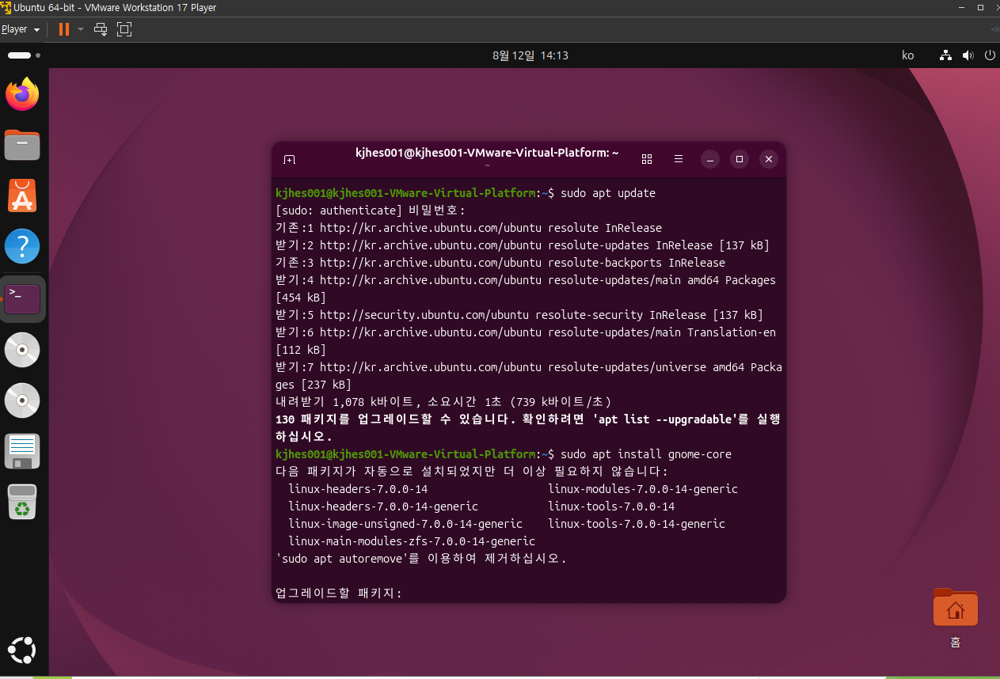 Ubuntu 64-bit - VMware Workstation 17 Player
Player
8월 12일 14:13
ko
kjhes001@kjhes001-VMware-Virtual-Platform: ~
~
kjhes001@kjhes001-VMware-Virtual-Platform:~$ sudo apt update
[sudo: authenticate] 비밀번호:
기존:1 http://kr.archive.ubuntu.com/ubuntu resolute InRelease
받기:2 http://kr.archive.ubuntu.com/ubuntu resolute-updates InRelease [137 kB]
기존:3 http://kr.archive.ubuntu.com/ubuntu resolute-backports InRelease
받기:4 http://kr.archive.ubuntu.com/ubuntu resolute-updates/main amd64 Packages
[454 kB]
받기:5 http://security.ubuntu.com/ubuntu resolute-security InRelease [137 kB]
받기:6 http://kr.archive.ubuntu.com/ubuntu resolute-updates/main Translation-en
[112 kB]
받기:7 http://kr.archive.ubuntu.com/ubuntu resolute-updates/universe amd64 Packa
ges [237 kB]
내려받기 1,078 k바이트, 소요시간 1초 (739 k바이트/초)
130 패키지를 업그레이드할 수 있습니다. 확인하려면 'apt list --upgradable'를 실행
하십시오.
kjhes001@kjhes001-VMware-Virtual-Platform:~$ sudo apt install gnome-core
다음 패키지가 자동으로 설치되었지만 더 이상 필요하지 않습니다:
linux-headers-7.0.0-14 linux-modules-7.0.0-14-generic
linux-headers-7.0.0-14-generic linux-tools-7.0.0-14
linux-image-unsigned-7.0.0-14-generic linux-tools-7.0.0-14-generic
linux-main-modules-zfs-7.0.0-14-generic
'sudo apt autoremove'를 이용하여 제거하십시오.
업그레이드할 패키지:
홈